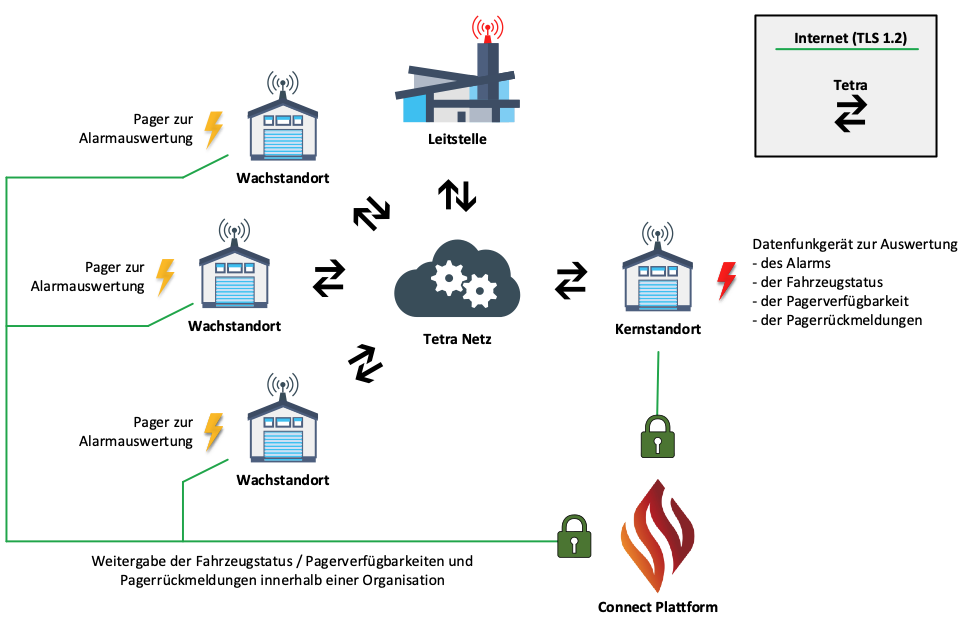 Internet (TLS 1.2)
Tetra
Leitstelle
Pager zur
Alarmauswertung
Wachstandort
Pager zur
Alarmauswertung
Wachstandort
Tetra Netz
Kernstandort
Datenfunkgerät zur Auswertung
- des Alarms
- der Fahrzeugstatus
- der Pagerverfügbarkeit
- der Pagerrückmeldungen
Pager zur
Alarmauswertung
Wachstandort
Weitergabe der Fahrzeugstatus / Pagerverfügbarkeiten und
Pagerrückmeldungen innerhalb einer Organisation
Connect Plattform